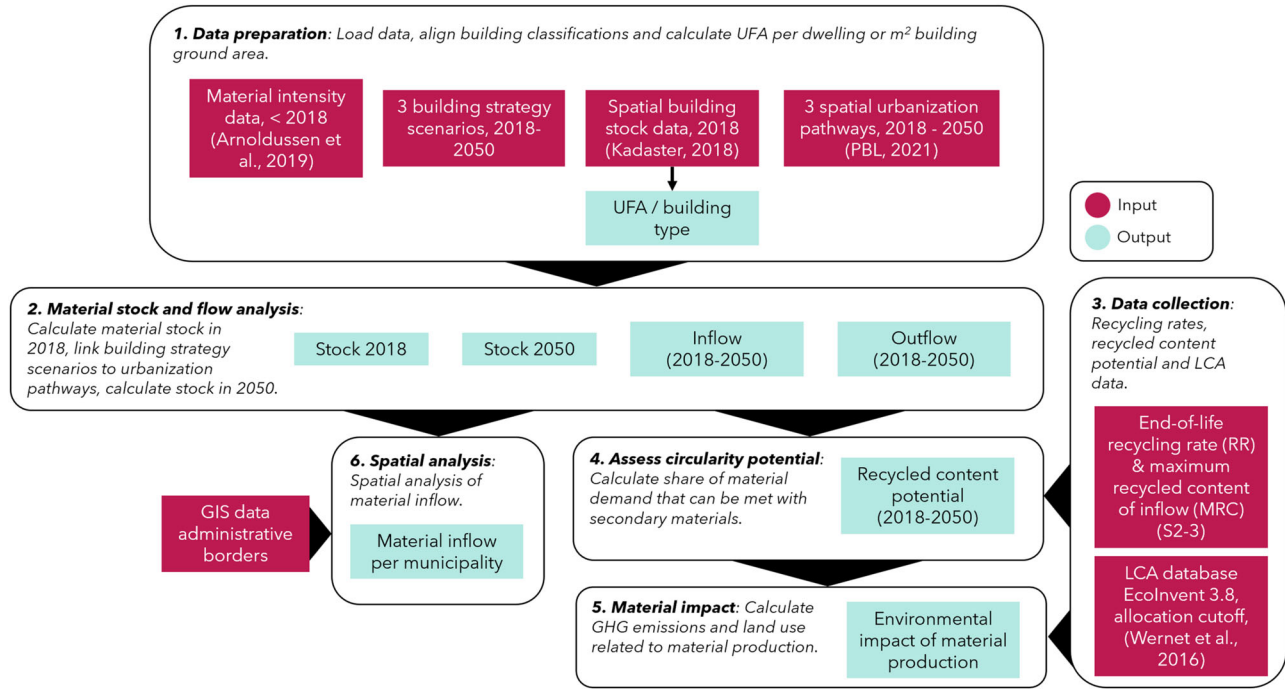 1. Data preparation: Load data, align building classifications and calculate UFA per dwelling or m² building
ground area.
Material intensity
data, < 2018
(Arnoldussen et
al., 2019)
3 building strategy
scenarios, 2018-
2050
Spatial building
stock data, 2018
(Kadaster, 2018)
3 spatial urbanization
pathways, 2018 - 2050
(PBL, 2021)
UFA / building
type
Input
Output
2. Material stock and flow analysis:
Calculate material stock in
2018, link building strategy
scenarios to urbanization
pathways, calculate stock in 2050.
Stock 2018
Stock 2050
Inflow
(2018-2050)
Outflow
(2018-2050)
3. Data collection:
Recycling rates,
recycled content
potential and LCA
data.
End-of-life
recycling rate (RR)
& maximum
recycled content
of inflow (MRC)
(S2-3)
LCA database
EcoInvent 3.8,
allocation cutoff,
(Wernet et al.,
2016)
6. Spatial analysis:
Spatial analysis of
material inflow.
GIS data
administrative
borders
Material inflow
per municipality
4. Assess circularity potential:
Calculate share of material
demand that can be met with
secondary materials.
Recycled content
potential
(2018-2050)
5. Material impact: Calculate
GHG emissions and land use
related to material production.
Environmental
impact of material
production